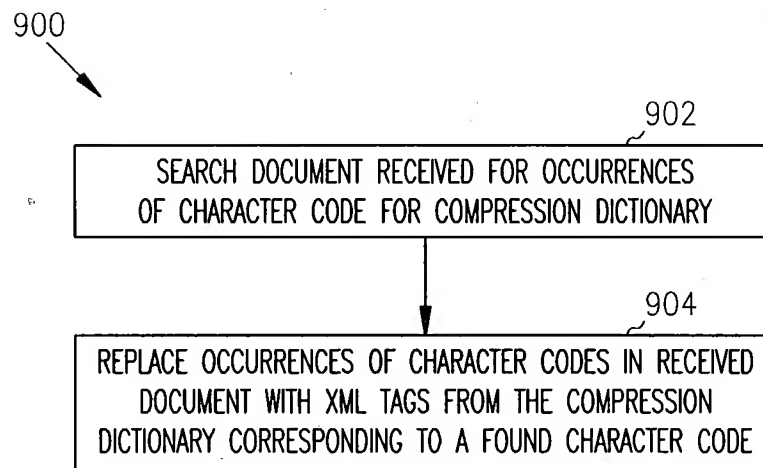 900
902
SEARCH DOCUMENT RECEIVED FOR OCCURRENCES
OF CHARACTER CODE FOR COMPRESSION DICTIONARY
904
REPLACE OCCURRENCES OF CHARACTER CODES IN RECEIVED
DOCUMENT WITH XML TAGS FROM THE COMPRESSION
DICTIONARY CORRESPONDING TO A FOUND CHARACTER CODE